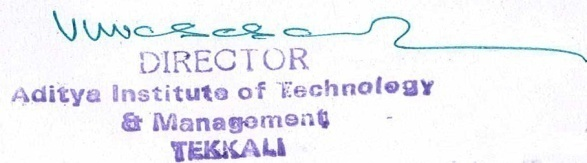 DIRECTOR
Aditya Institute of Technology
& Management
TEKKALI